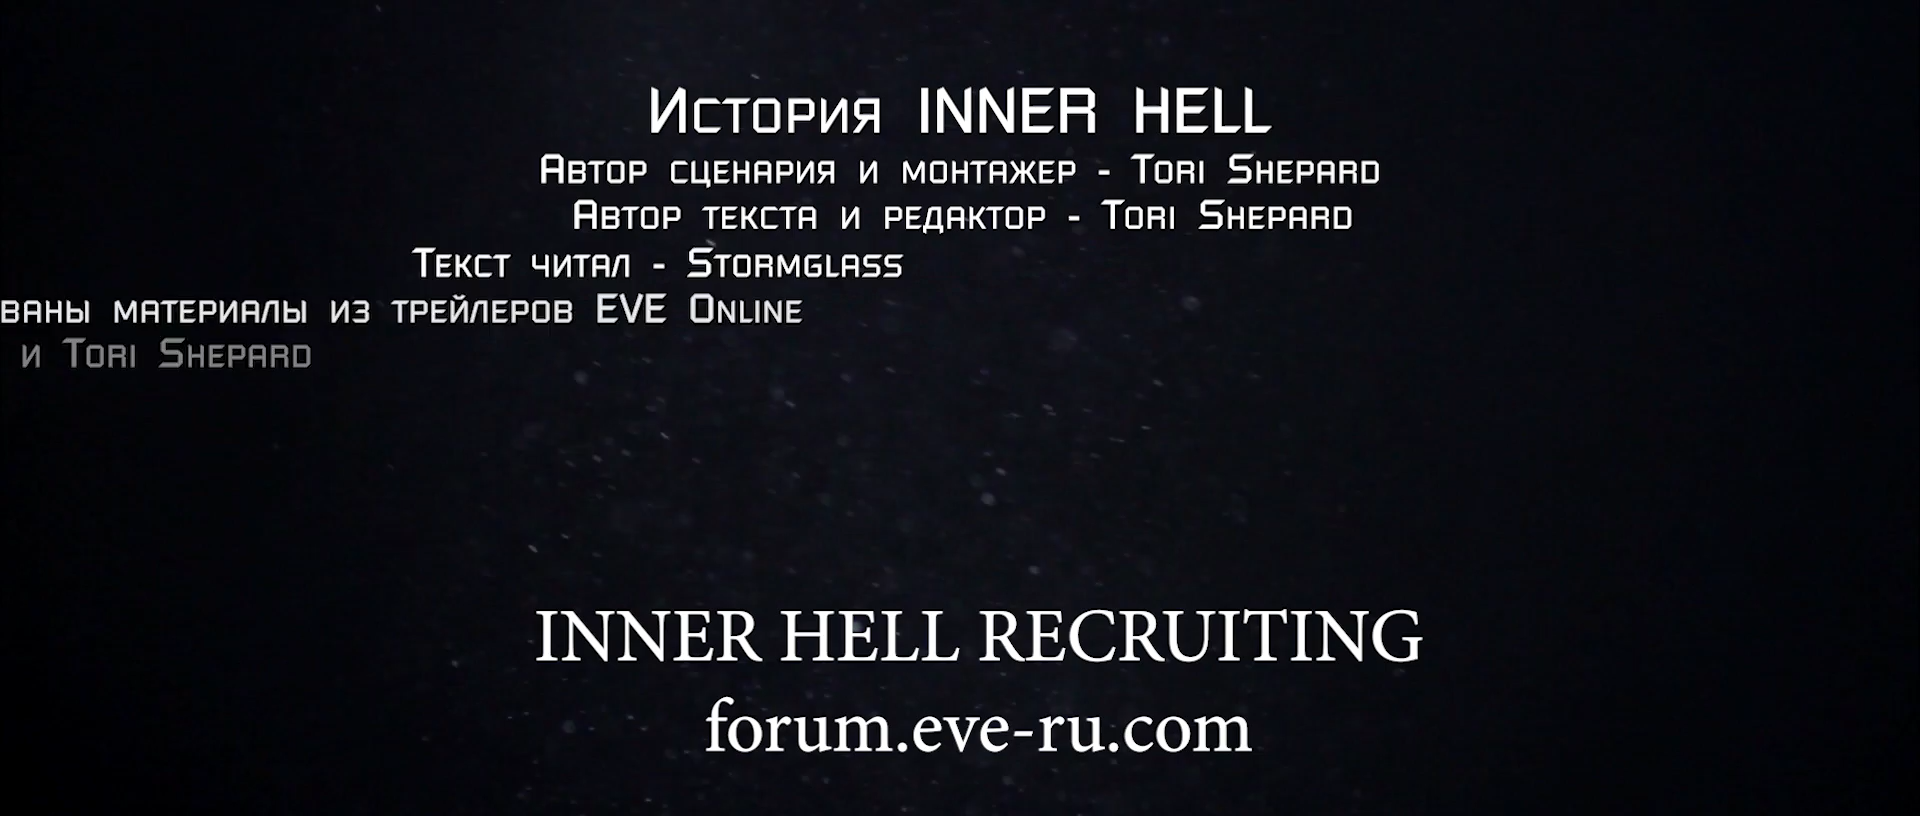 История INNER HELL
Автор сценария и монтажер - Tori Shepard
Автор текста и редактор - Tori Shepard
Текст читал - Stormglass
ваны материалы из трейлеров EVE Online
и Tori Shepard
INNER HELL RECRUITING
forum.eve-ru.com